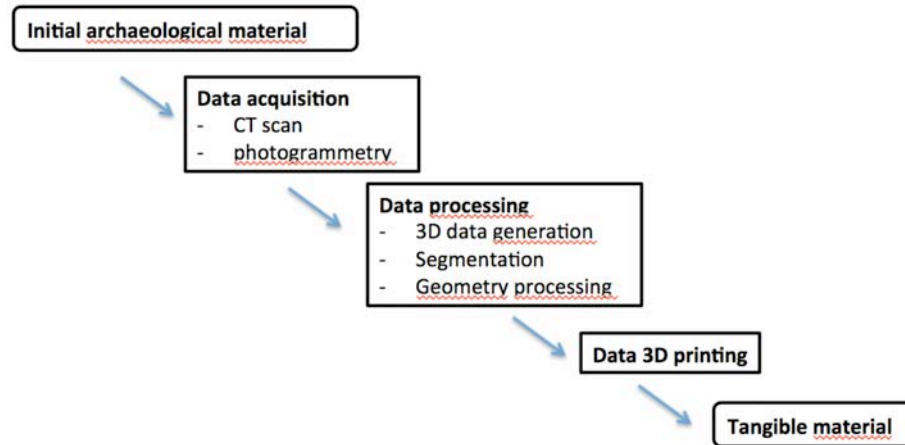 Initial archaeological material
Data acquisition
- CT scan
- photogrammetry
Data processing
- 3D data generation
- Segmentation
- Geometry processing
Data 3D printing
Tangible material